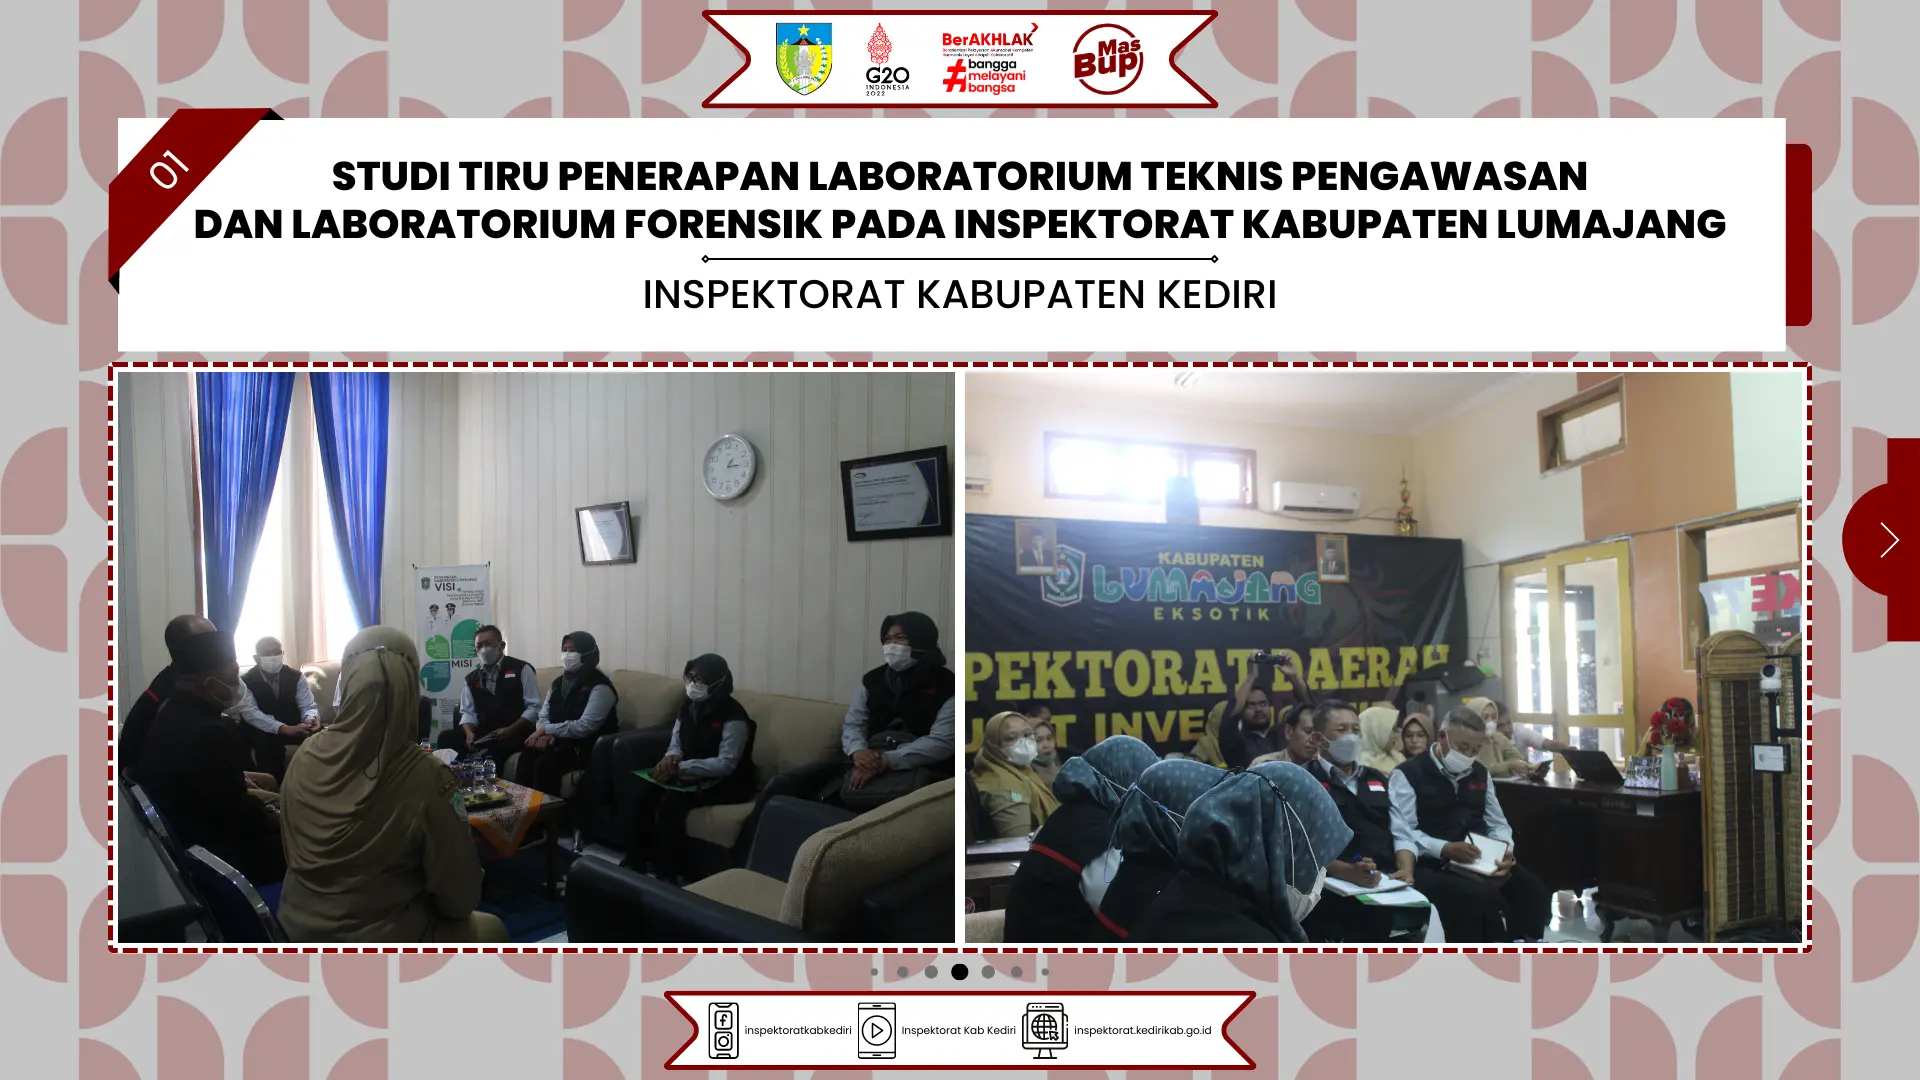 G20
INDONESIA
2022
BerAKHLAK
#bangga
melayani
bangsa
Mas
Bup
01
STUDI TIRU PENERAPAN LABORATORIUM TEKNIS PENGAWASAN
DAN LABORATORIUM FORENSIK PADA INSPEKTORAT KABUPATEN LUMAJANG
INSPEKTORAT KABUPATEN KEDIRI
VISI
MISI
KABUPATEN
LUMAJANG
EKSOTIK
PEKTORAT DAERAH
inspektoratkabkediri
Inspektorat Kab Kediri
inspektorat.kedirikab.go.id